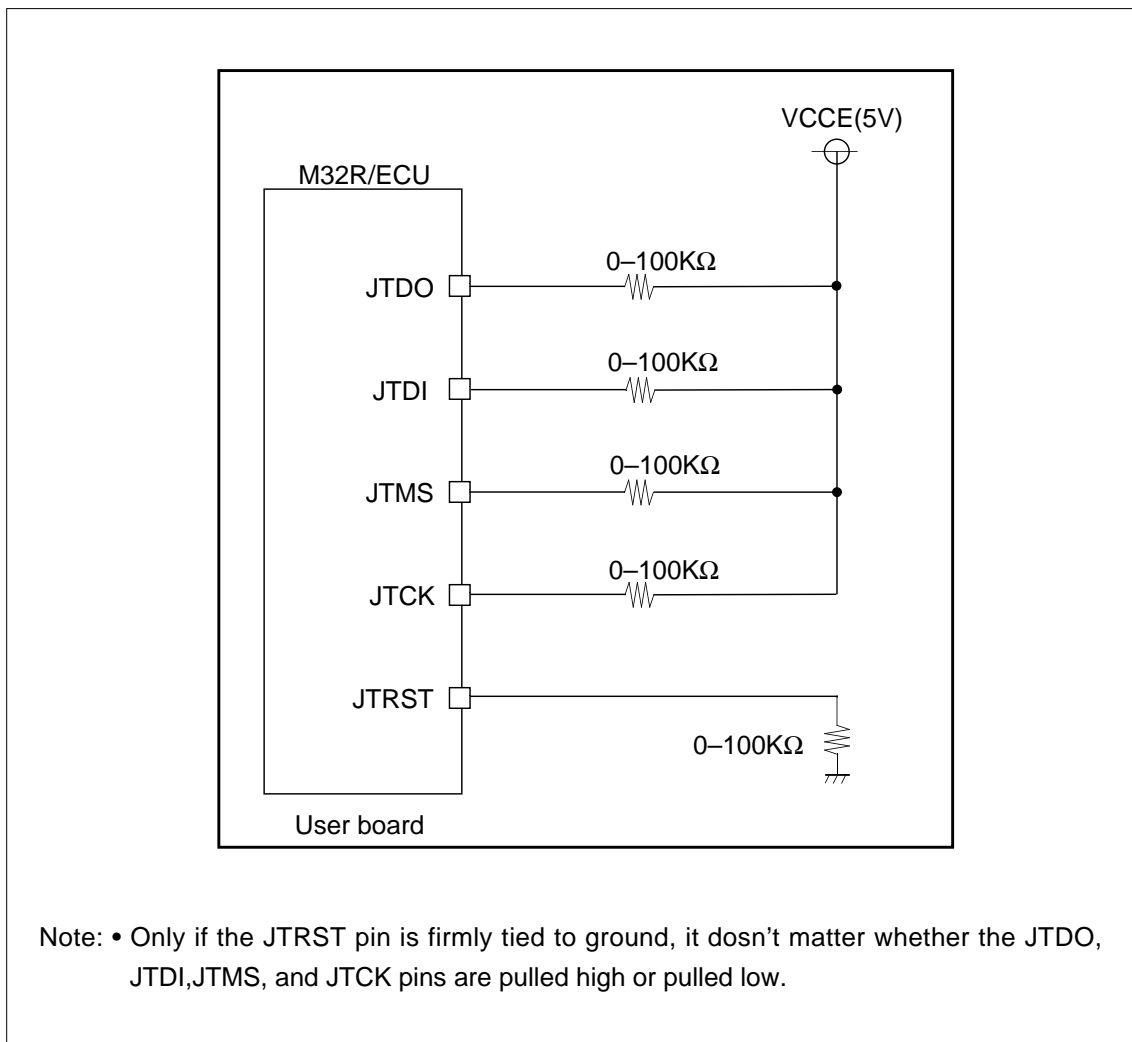 VCCE(5V)
M32R/ECU
0–100KΩ
JTDO
0–100KΩ
JTDI
0–100KΩ
JTMS
0–100KΩ
JTCK
JTRST
0–100KΩ
User board
Note: • Only if the JTRST pin is firmly tied to ground, it dosn't matter whether the JTDO,
JTDI,JTMS, and JTCK pins are pulled high or pulled low.